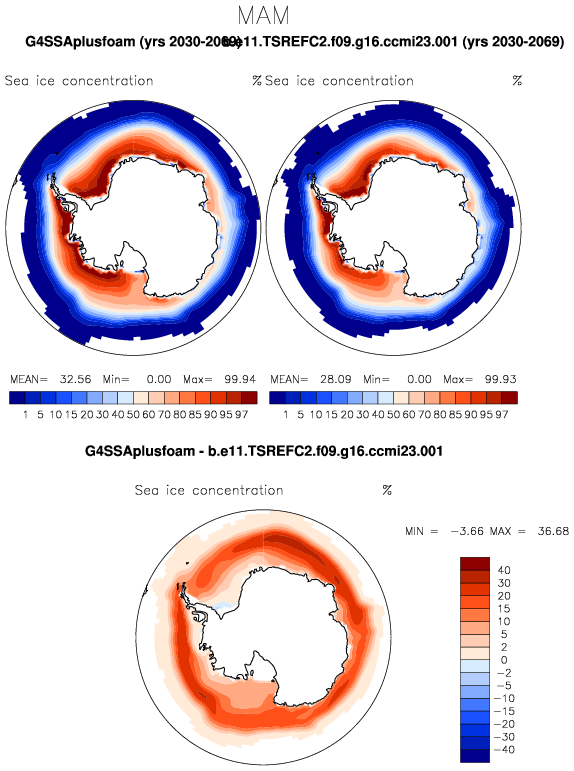 MAM
G4SSAplusfoam (yrs 2030-2069) b.e11.TSREFC2.f09.g16.ccmi23.001 (yrs 2030-2069)
Sea ice concentration % Sea ice concentration %
MEAN= 32.56 Min= 0.00 Max= 99.94 MEAN= 28.09 Min= 0.00 Max= 99.93
1 5 10 15 20 30 40 50 60 70 80 85 90 95 97 1 5 10 15 20 30 40 50 60 70 80 85 90 95 97
G4SSAplusfoam - b.e11.TSREFC2.f09.g16.ccmi23.001
Sea ice concentration %
MIN = -3.66 MAX = 36.68
40
30
20
15
10
5
2
0
-2
-5
-10
-15
-20
-30
-40